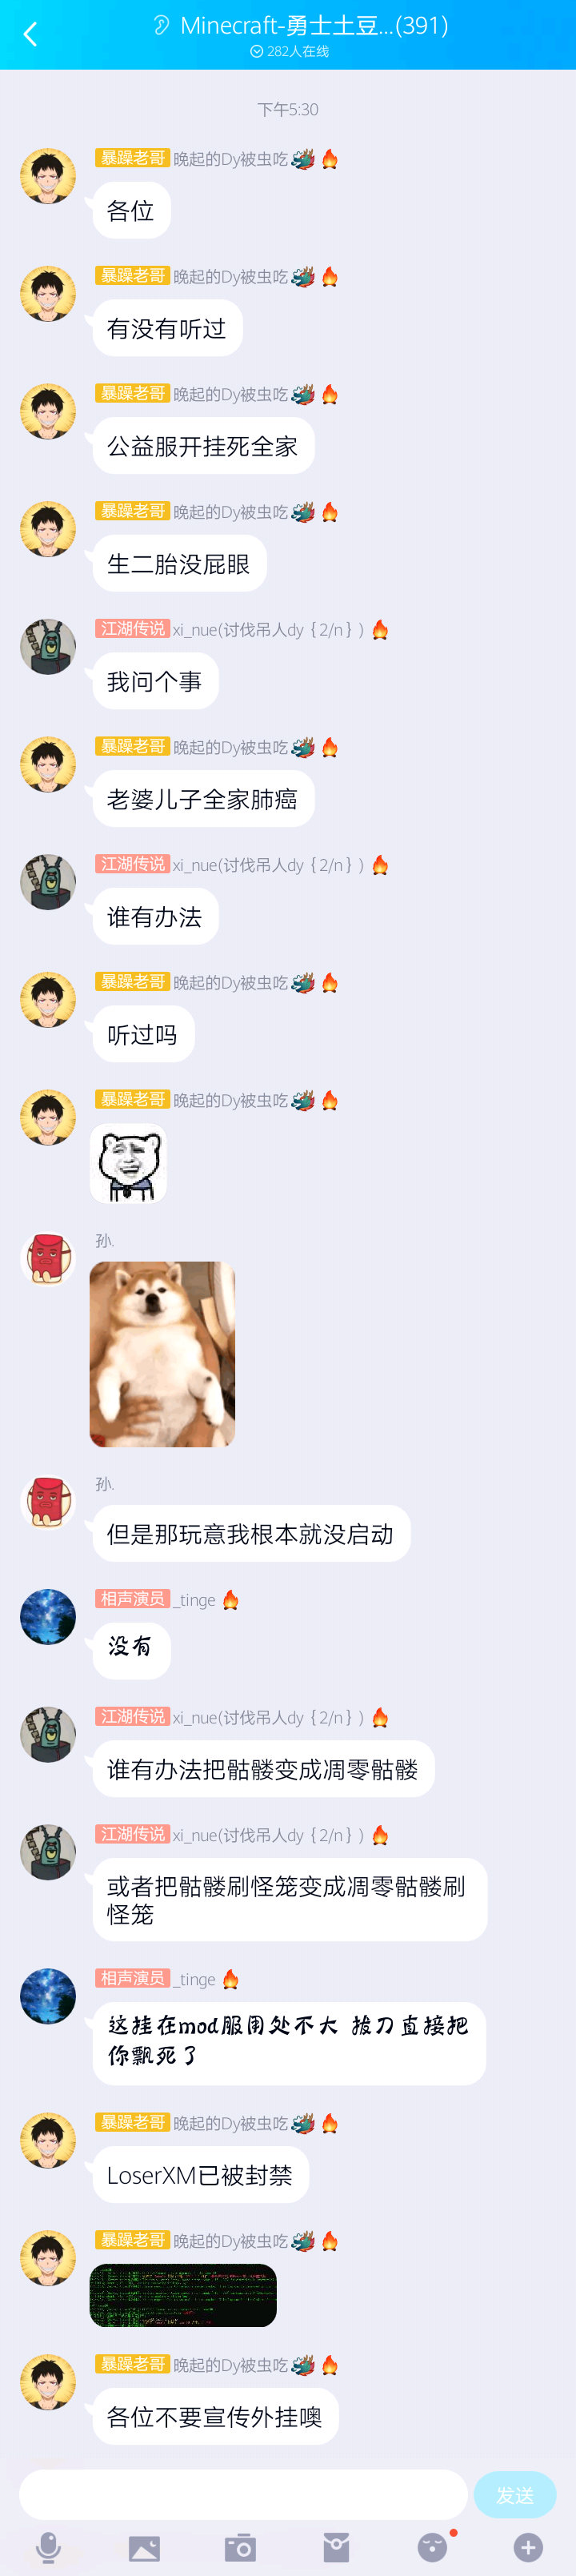 Minecraft-勇士土豆...(391)
282人在线
下午5:30
暴躁老哥 晚起的Dy被虫吃
各位
暴躁老哥 晚起的Dy被虫吃
有没有听过
暴躁老哥 晚起的Dy被虫吃
公益服开挂死全家
暴躁老哥 晚起的Dy被虫吃
生二胎没屁眼
江湖传说 xi_nue(讨伐吊人dy｛2/n｝)
我问个事
暴躁老哥 晚起的Dy被虫吃
老婆儿子全家肺癌
江湖传说 xi_nue(讨伐吊人dy｛2/n｝)
谁有办法
暴躁老哥 晚起的Dy被虫吃
听过吗
暴躁老哥 晚起的Dy被虫吃
孙.
孙.
但是那玩意我根本就没启动
相声演员 _tinge
没有
江湖传说 xi_nue(讨伐吊人dy｛2/n｝)
谁有办法把骷髅变成凋零骷髅
江湖传说 xi_nue(讨伐吊人dy｛2/n｝)
或者把骷髅刷怪笼变成凋零骷髅刷
怪笼
相声演员 _tinge
这挂在mod服用处不大 拔刀直接把
你飘死了
暴躁老哥 晚起的Dy被虫吃
LoserXM已被封禁
暴躁老哥 晚起的Dy被虫吃
暴躁老哥 晚起的Dy被虫吃
各位不要宣传外挂噢
发送